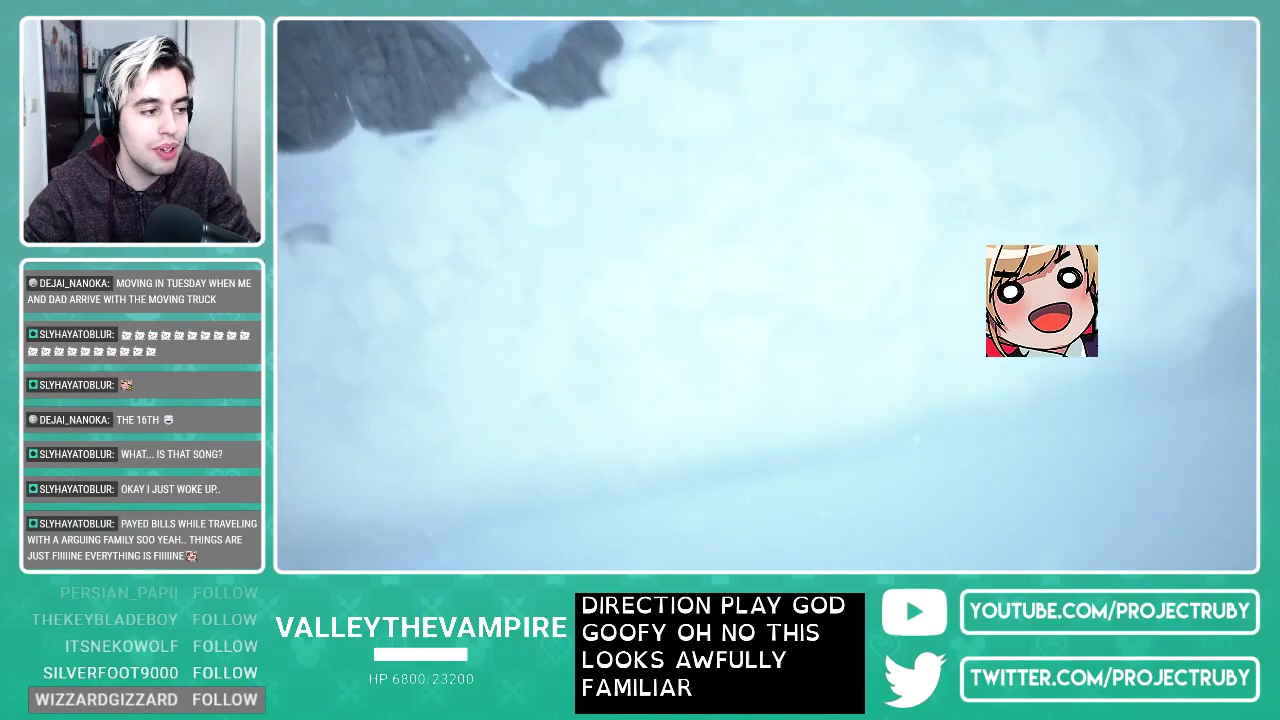 DEJAI_NANOKA: MOVING IN TUESDAY WHEN ME
AND DAD ARRIVE WITH THE MOVING TRUCK
SLYHAYATOBLUR:
SLYHAYATOBLUR:
DEJAI_NANOKA: THE 16TH
SLYHAYATOBLUR: WHAT... IS THAT SONG?
SLYHAYATOBLUR: OKAY I JUST WOKE UP..
SLYHAYATOBLUR: PAYED BILLS WHILE TRAVELING
WITH A ARGUING FAMILY SOO YEAH.. THINGS ARE
JUST FIIIIINE EVERYTHING IS FIIIIINE
PERSIAN_PAPII FOLLOW
THEKEYBLADEBOY FOLLOW
ITSNEKOWOLF FOLLOW
SILVERFOOT9000 FOLLOW
WIZZARDGIZZARD FOLLOW
VALLEYTHEVAMPIRE
HP 6800/23200
DIRECTION PLAY GOD
GOOFY OH NO THIS
LOOKS AWFULLY
FAMILIAR
YOUTUBE.COM/PROJECTRUBY
TWITTER.COM/PROJECTRUBY